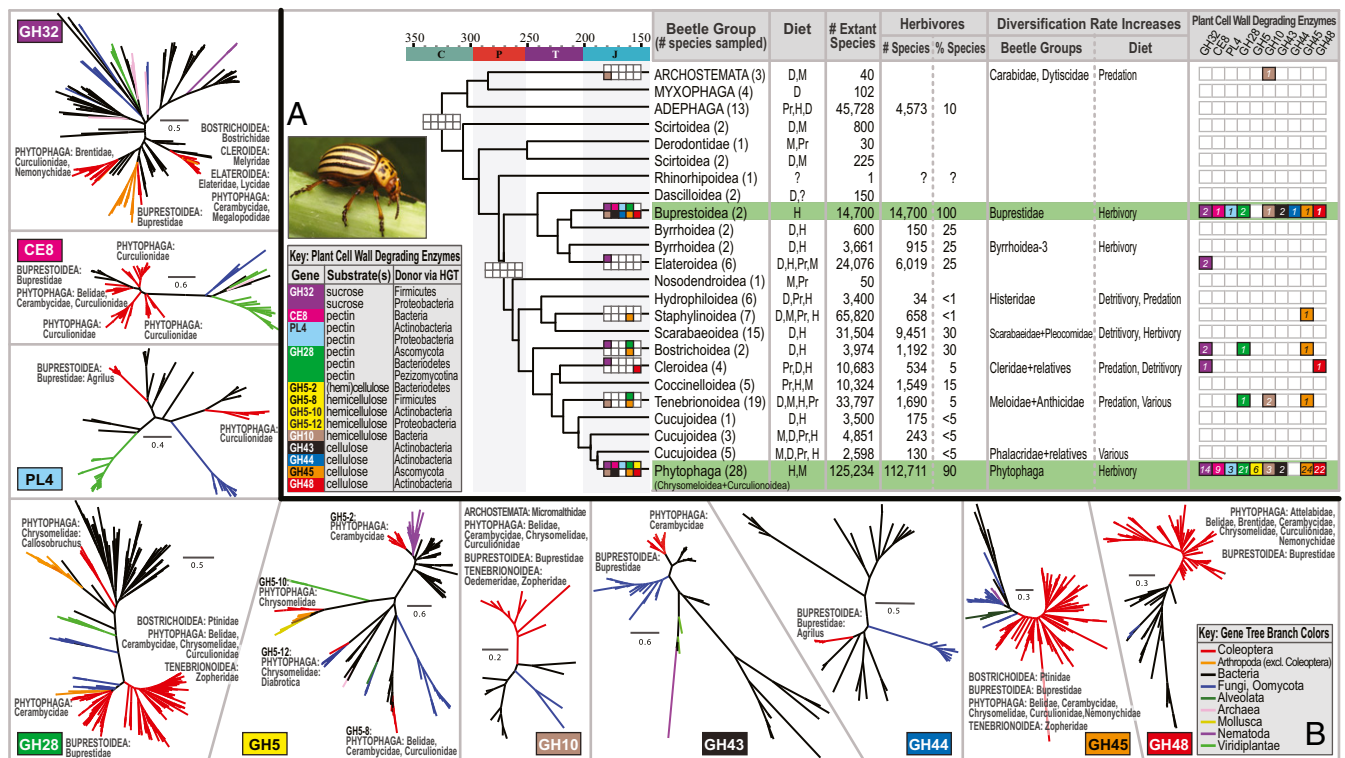 GH32
0.5
BOSTRICHOIDEA:
Bostrichidae
CLEROIDEA:
Melyridae
ELATEROIDEA:
Elateridae, Lycidae
PHYTOPHAGA:
Cerambycidae,
Megalopodidae
PHYTOPHAGA: Brentidae,
Curculionidae,
Nemonychidae
BUPRESTOIDEA:
Buprestidae
CE8
PHYTOPHAGA:
Curculionidae
BUPRESTOIDEA:
Buprestidae
0.6
PHYTOPHAGA: Belidae,
Cerambycidae, Curculionidae
PHYTOPHAGA:
Curculionidae
PHYTOPHAGA:
Curculionidae
BUPRESTOIDEA:
Buprestidae: Agrilus
PHYTOPHAGA:
Curculionidae
0.4
PL4
A
350 300 250 200 150
C P T J
Key: Plant Cell Wall Degrading Enzymes
Gene Substrate(s) Donor via HGT
GH32 sucrose Firmicutes
sucrose Proteobacteria
CE8 pectin Bacteria
PL4 pectin Actinobacteria
pectin Proteobacteria
GH28 pectin Ascomycota
pectin Bacteriodetes
pectin Pezizomycotina
GH5-2 (hemi)cellulose Bacteriodetes
GH5-8 hemicellulose Firmicutes
GH5-10 hemicellulose Actinobacteria
GH5-12 hemicellulose Proteobacteria
GH10 hemicellulose Bacteria
GH43 cellulose Actinobacteria
GH44 cellulose Actinobacteria
GH45 cellulose Ascomycota
GH48 cellulose Actinobacteria
Beetle Group (# species sampled) Diet # Extant Species Herbivores # Species % Species Diversification Rate Increases Beetle Groups Diet Plant Cell Wall Degrading Enzymes
GH32 CE8 PL4 GH28 GH5 GH10 GH43 GH44 GH45 GH48
ARCHOSTEMATA (3) D,M 40 Carabidae, Dytiscidae Predation 1
MYXOPHAGA (4) D 102
ADEPHAGA (13) Pr,H,D 45,728 4,573 10
Scirtoidea (2) D,M 800
Derodontidae (1) M,Pr 30
Scirtoidea (2) D,M 225
Rhinorhipoidea (1) ? 1 ? ?
Dascilloidea (2) D,? 150
Buprestoidea (2) H 14,700 14,700 100 Buprestidae Herbivory 2 1 1 2 1 2 1 1 1
Byrrhoidea (2) D,H 600 150 25
Byrrhoidea (2) D,H 3,661 915 25 Byrrhoidea-3 Herbivory
Elateroidea (6) D,H,Pr,M 24,076 6,019 25 2
Nosodendroidea (1) M,Pr 50
Hydrophiloidea (6) D,Pr,H 3,400 34 <1 Histeridae Detritivory, Predation
Staphylinoidea (7) D,M,Pr, H 65,820 658 <1 1
Scarabaeoidea (15) D,H 31,504 9,451 30 Scarabaeidae+Pleocomidae Detritivory, Herbivory
Bostrichoidea (2) D,H 3,974 1,192 30 2 1 1
Cleroidea (4) Pr,D,H 10,683 534 5 Cleridae+relatives Predation, Detritivory 1 1
Coccinelloidea (5) Pr,H,M 10,324 1,549 15
Tenebrionoidea (19) D,M,H,Pr 33,797 1,690 5 Meloidae+Anthicidae Predation, Various 1 2 1
Cucujoidea (1) D,H 3,500 175 <5
Cucujoidea (3) M,D,Pr,H 4,851 243 <5
Cucujoidea (5) M,D,Pr, H 2,598 130 <5 Phalacridae+relatives Various
Phytophaga (28) H,M 125,234 112,711 90 Phytophaga Herbivory 14 9 3 21 6 3 2 24 22
(Chrysomeloidea+Curculionoidea)
PHYTOPHAGA:
Chrysomelidae:
Callosobruchus
0.5
BOSTRICHOIDEA: Ptinidae
PHYTOPHAGA: Belidae,
Cerambycidae, Chrysomelidae,
Curculionidae
TENEBRIONOIDEA:
Zopheridae
PHYTOPHAGA:
Cerambycidae
GH28
BUPRESTOIDEA:
Buprestidae
GH5-2:
PHYTOPHAGA:
Cerambycidae
GH5-10:
PHYTOPHAGA:
Chrysomelidae
0.6
GH5-12:
PHYTOPHAGA:
Chrysomelidae:
Diabrotica
GH5-8:
PHYTOPHAGA: Belidae,
Cerambycidae, Curculionidae
GH5
ARCHOSTEMATA: Micromalthidae
PHYTOPHAGA: Belidae,
Cerambycidae, Chrysomelidae,
Curculionidae
BUPRESTOIDEA: Buprestidae
TENEBRIONOIDEA:
Oedemeridae, Zopheridae
0.2
GH10
PHYTOPHAGA:
Cerambycidae
BUPRESTOIDEA:
Buprestidae
0.6
GH43
0.5
BUPRESTOIDEA:
Buprestidae:
Agrilus
GH44
0.3
BOSTRICHOIDEA: Ptinidae
BUPRESTOIDEA: Buprestidae
PHYTOPHAGA: Belidae, Cerambycidae,
Chrysomelidae, Curculionidae,Nemonychidae
TENEBRIONOIDEA: Zopheridae
GH45
PHYTOPHAGA: Attelabidae,
Belidae, Brentidae, Cerambycidae,
Chrysomelidae, Curculionidae,
Nemonychidae
BUPRESTOIDEA: Buprestidae
0.3
GH48
Key: Gene Tree Branch Colors
Coleoptera
Arthropoda (excl. Coleoptera)
Bacteria
Fungi, Oomycota
Alveolata
Archaea
Mollusca
Nematoda
Viridiplantae
B